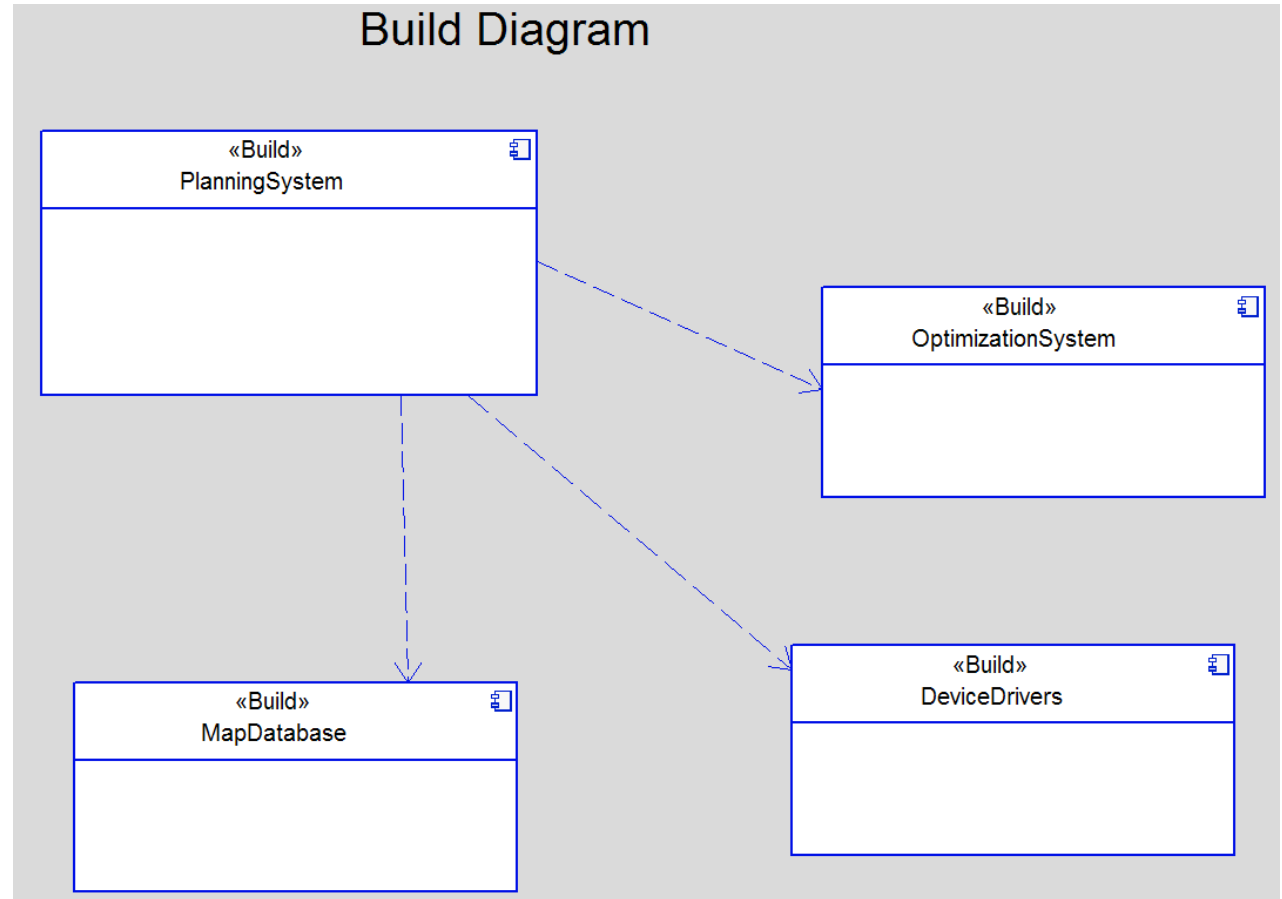 Build Diagram
«Build»
PlanningSystem
«Build»
OptimizationSystem
«Build»
DeviceDrivers
«Build»
MapDatabase